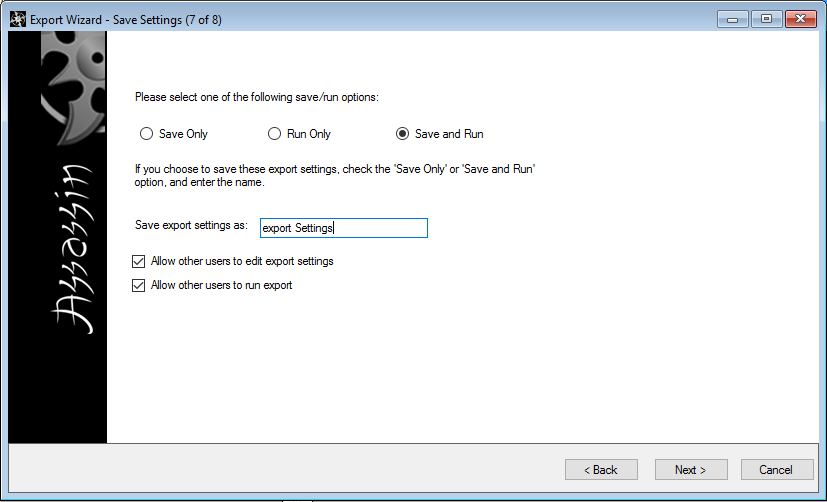 Export Wizard - Save Settings (7 of 8)
Please select one of the following save/run options:
Save Only Run Only Save and Run
If you choose to save these export settings, check the 'Save Only' or 'Save and Run'
option, and enter the name.
Save export settings as: export Settings
Allow other users to edit export settings
Allow other users to run export
Assassin
< Back Next > Cancel